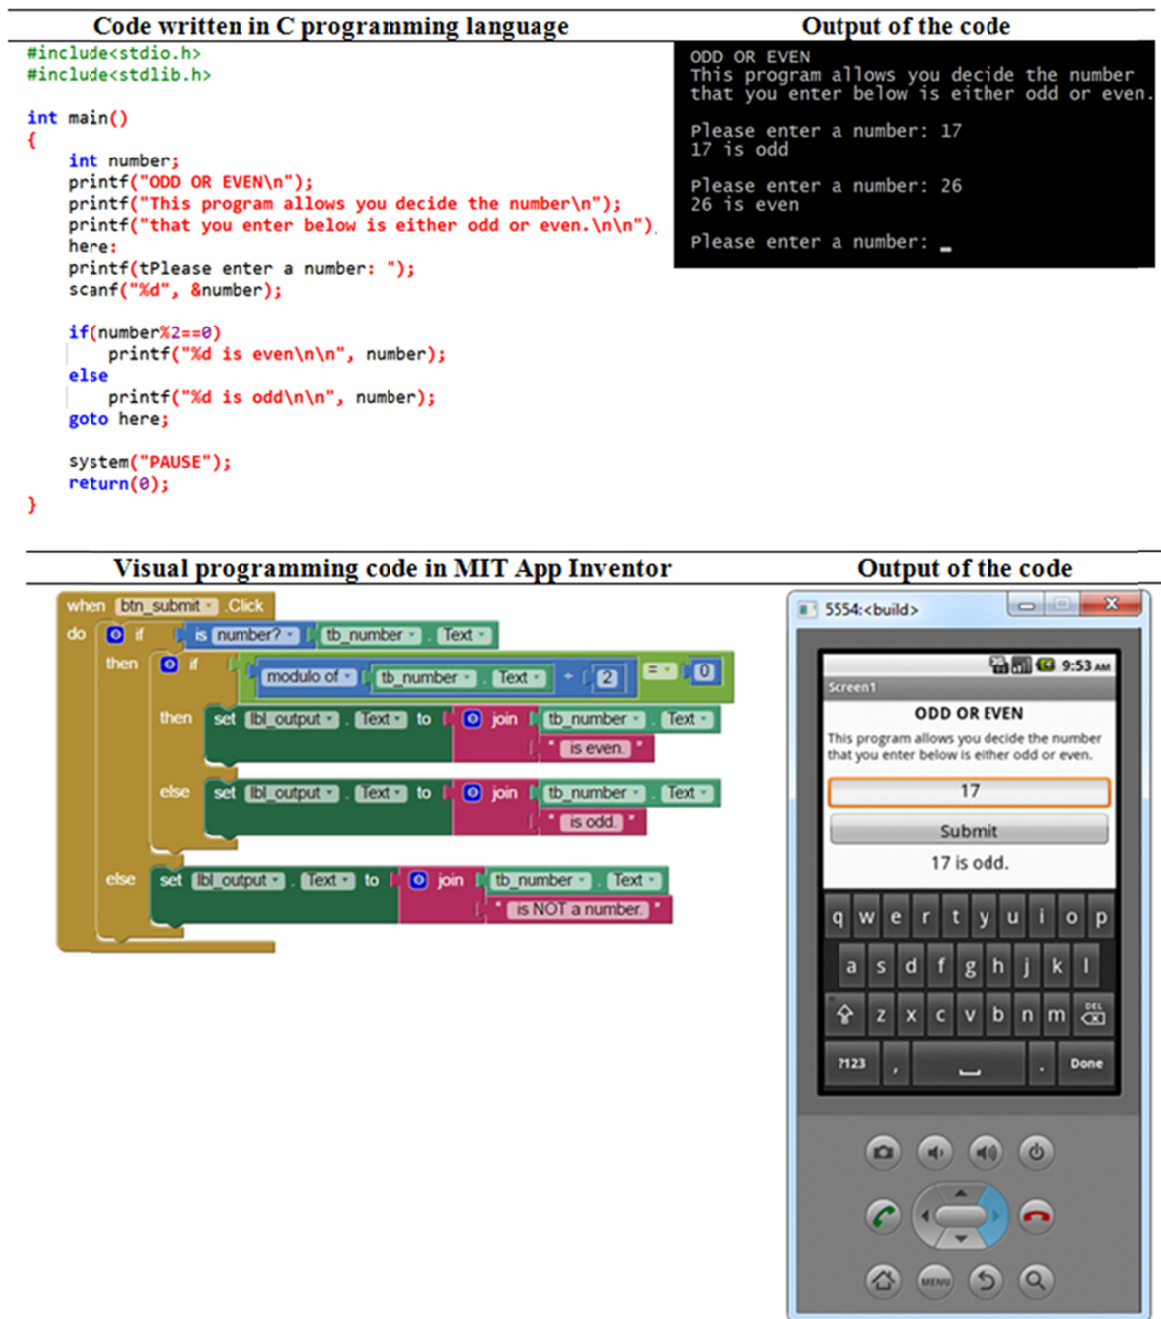 Code written in C programming language
#include<stdio.h>
#include<stdlib.h>
int main()
{
int number;
printf("ODD OR EVEN\n");
printf("This program allows you decide the number\n");
printf("that you enter below is either odd or even.\n\n")
here:
printf(tPlease enter a number: ");
scanf("%d", &number);
if(number%2==0)
printf("%d is even\n\n", number);
else
printf("%d is odd\n\n", number);
goto here;
system("PAUSE");
return(0);
}
Output of the code
ODD OR EVEN
This program allows you decide the number
that you enter below is either odd or even.
Please enter a number: 17
17 is odd
Please enter a number: 26
26 is even
Please enter a number: _
Visual programming code in MIT App Inventor
when btn_submit .Click
do if is number? tb_number . Text
then if modulo of tb_number . Text ÷ 2 = 0
then set lbl_output . Text to join tb_number . Text
" is even. "
else set lbl_output . Text to join tb_number . Text
" is odd. "
else set lbl_output . Text to join tb_number . Text
" is NOT a number. "
Output of the code
5554:<build>
9:53 AM
Screen1
ODD OR EVEN
This program allows you decide the number
that you enter below is either odd or even.
17
Submit
17 is odd.
q w e r t y u i o p
a s d f g h j k l
z x c v b n m DEL
?123 , . Done
MENU